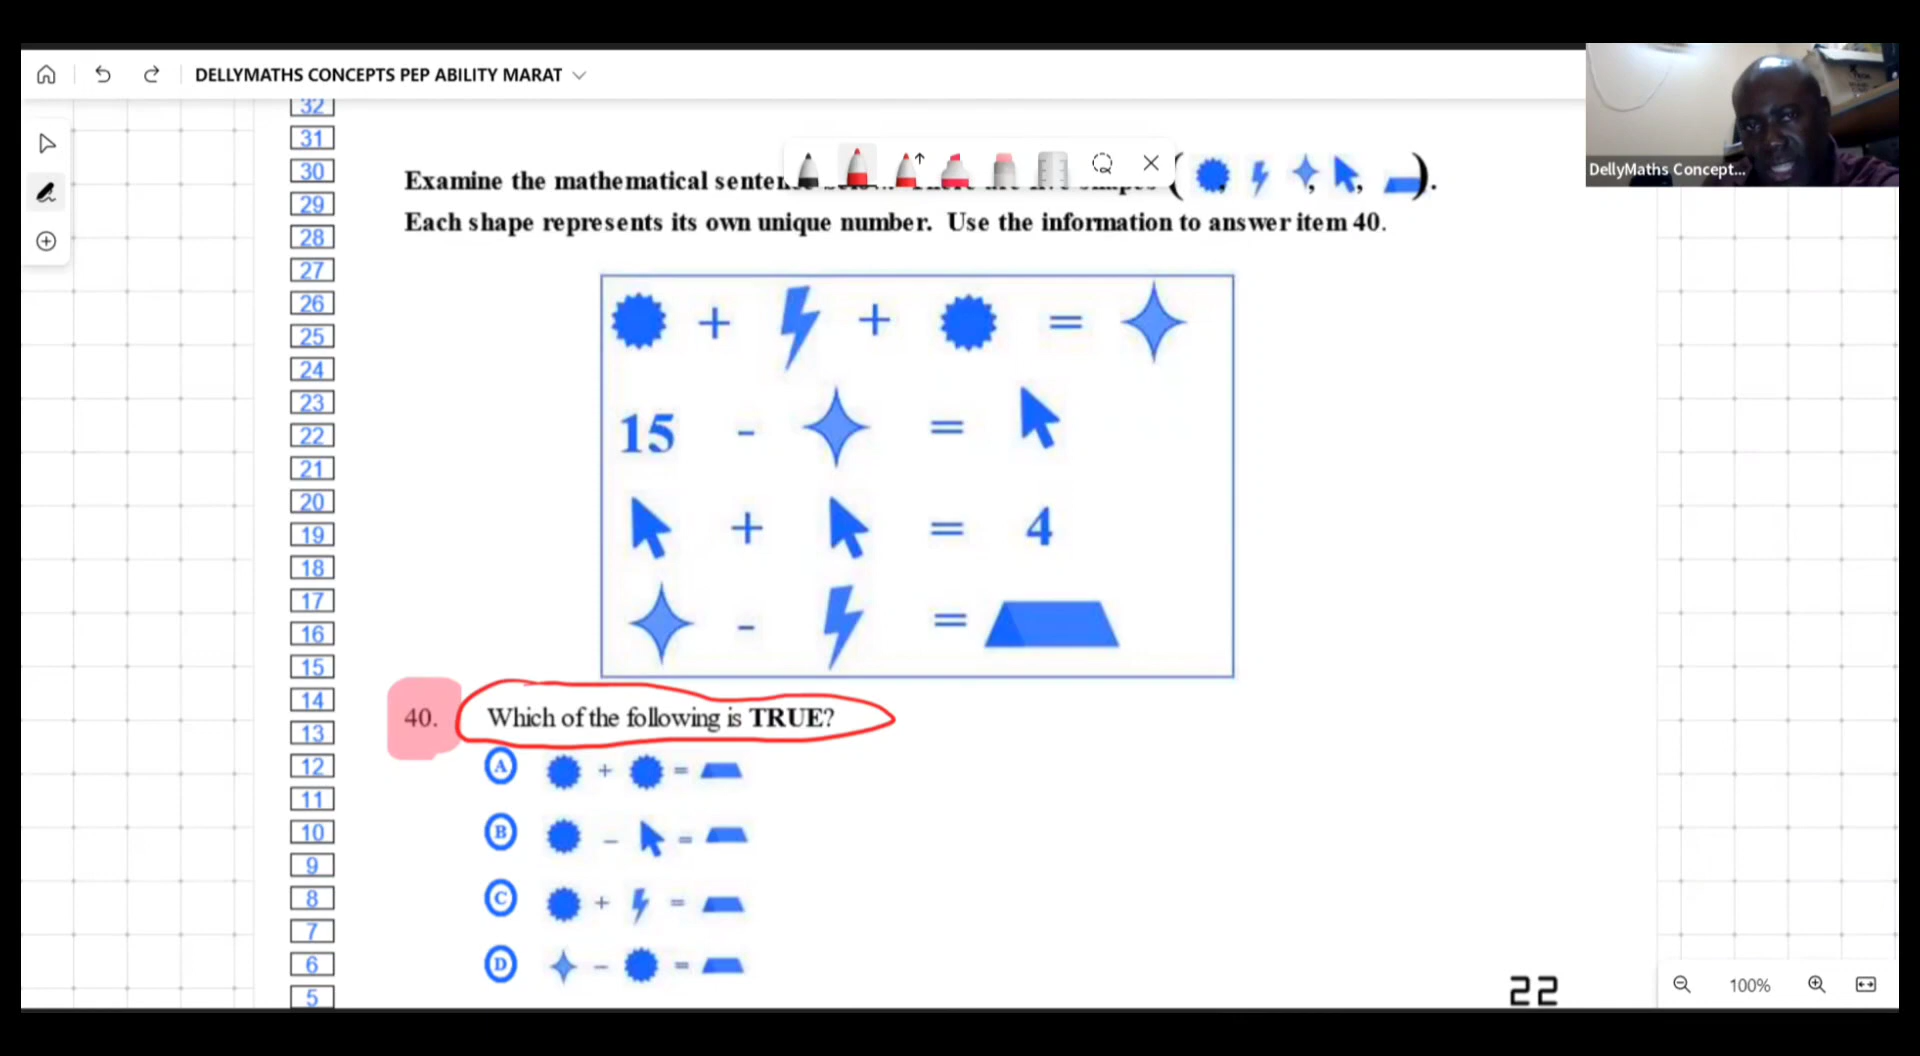 DELLYMATHS CONCEPTS PEP ABILITY MARAT
DellyMaths Concept...
32
31
30
29
28
27
26
25
24
23
22
21
20
19
18
17
16
15
14
13
12
11
10
9
8
7
6
5
Examine the mathematical ( , , , , ).
Each shape represents its own unique number. Use the information to answer item 40.
+ + =
15 - =
+ = 4
- =
40. Which of the following is TRUE?
A + =
B - =
C + =
D - =
22
100%